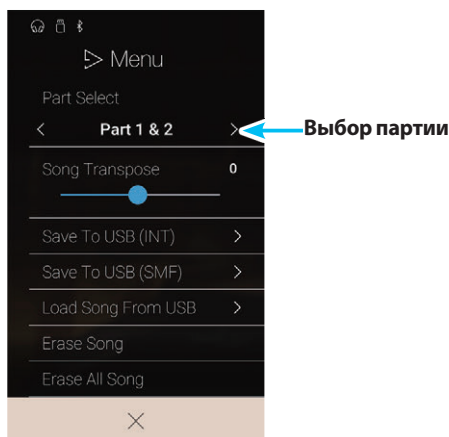 Menu
Part Select
Part 1 & 2
Выбор партии
Song Transpose 0
Save To USB (INT)
Save To USB (SMF)
Load Song From USB
Erase Song
Erase All Song